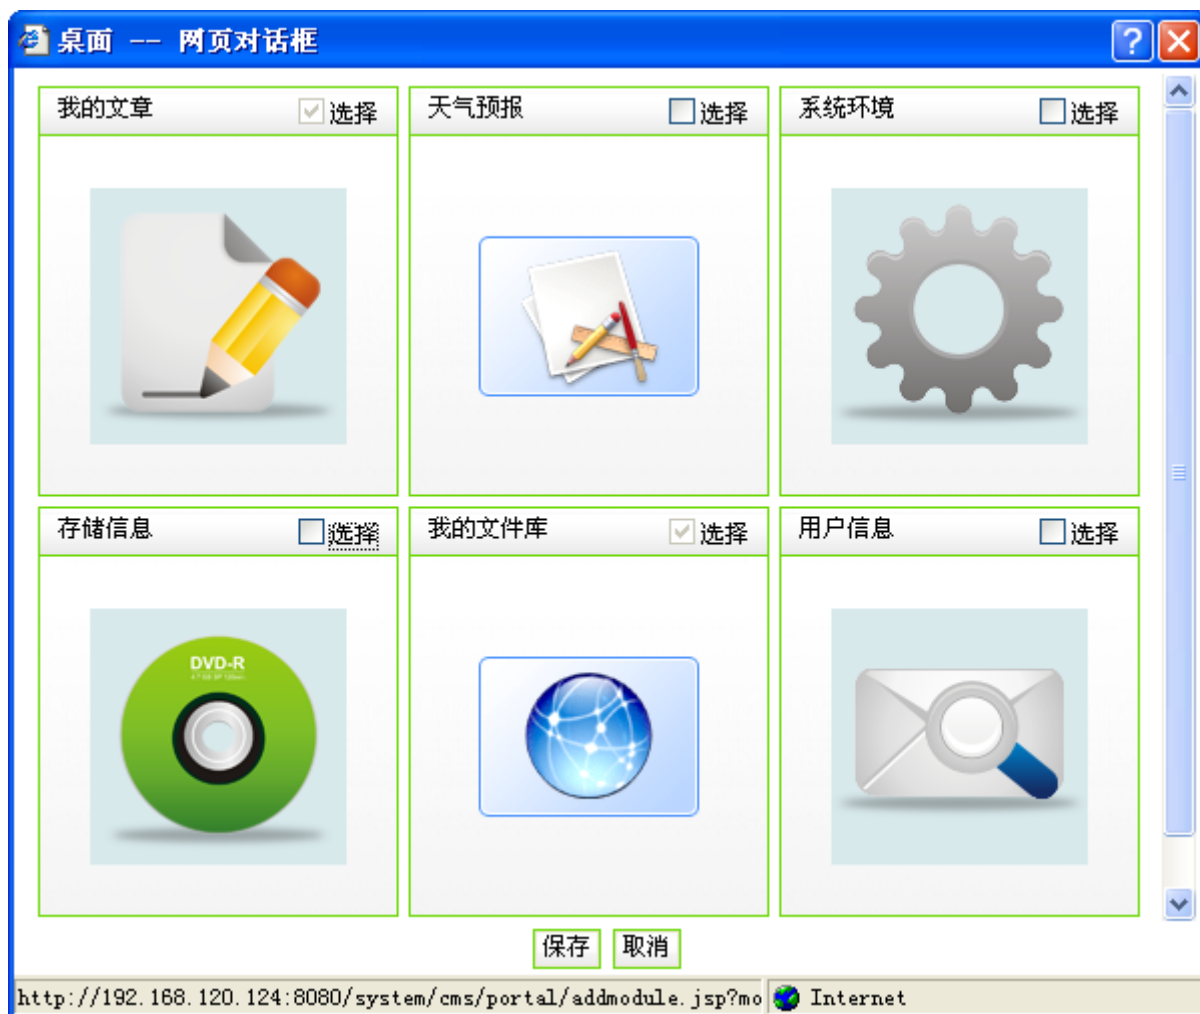 桌面 -- 网页对话框
我的文章 选择
天气预报 选择
系统环境 选择
存储信息 选择
我的文件库 选择
用户信息 选择
DVD-R
保存 取消
http://192.168.120.124:8080/system/cms/portal/addmodule.jsp?mo
Internet